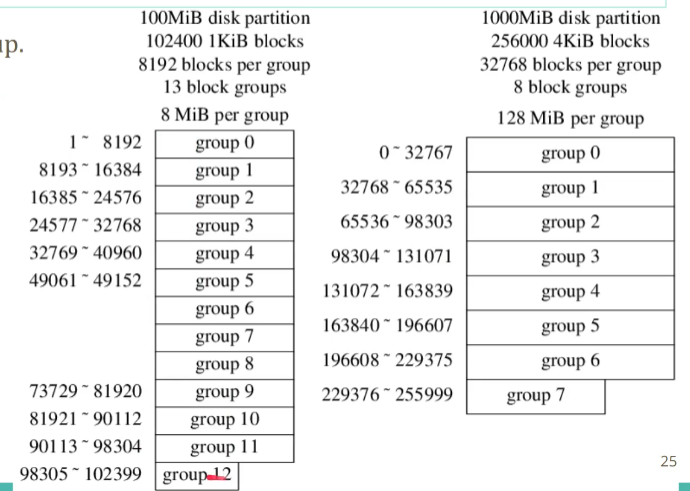 up.
100MiB disk partition
102400 1KiB blocks
8192 blocks per group
13 block groups
8 MiB per group
1 ~ 8192 group 0
8193 ~ 16384 group 1
16385 ~ 24576 group 2
24577 ~ 32768 group 3
32769 ~ 40960 group 4
49061 ~ 49152 group 5
group 6
group 7
group 8
73729 ~ 81920 group 9
81921 ~ 90112 group 10
90113 ~ 98304 group 11
98305 ~ 102399 group 12
1000MiB disk partition
256000 4KiB blocks
32768 blocks per group
8 block groups
128 MiB per group
0 ~ 32767 group 0
32768 ~ 65535 group 1
65536 ~ 98303 group 2
98304 ~ 131071 group 3
131072 ~ 163839 group 4
163840 ~ 196607 group 5
196608 ~ 229375 group 6
229376 ~ 255999 group 7
25